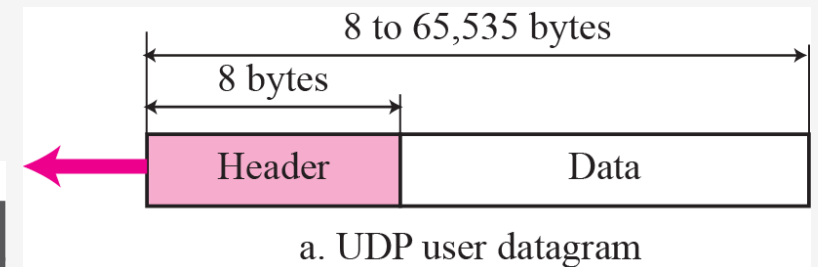 8 to 65,535 bytes
8 bytes
Header Data
a. UDP user datagram